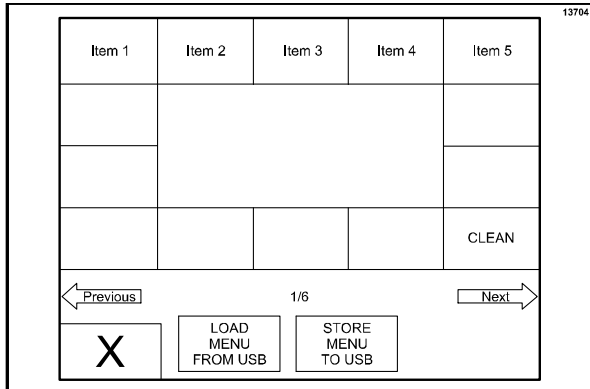 13704
Item 1 Item 2 Item 3 Item 4 Item 5
CLEAN
Previous 1/6 Next
X
LOAD
MENU
FROM USB
STORE
MENU
TO USB